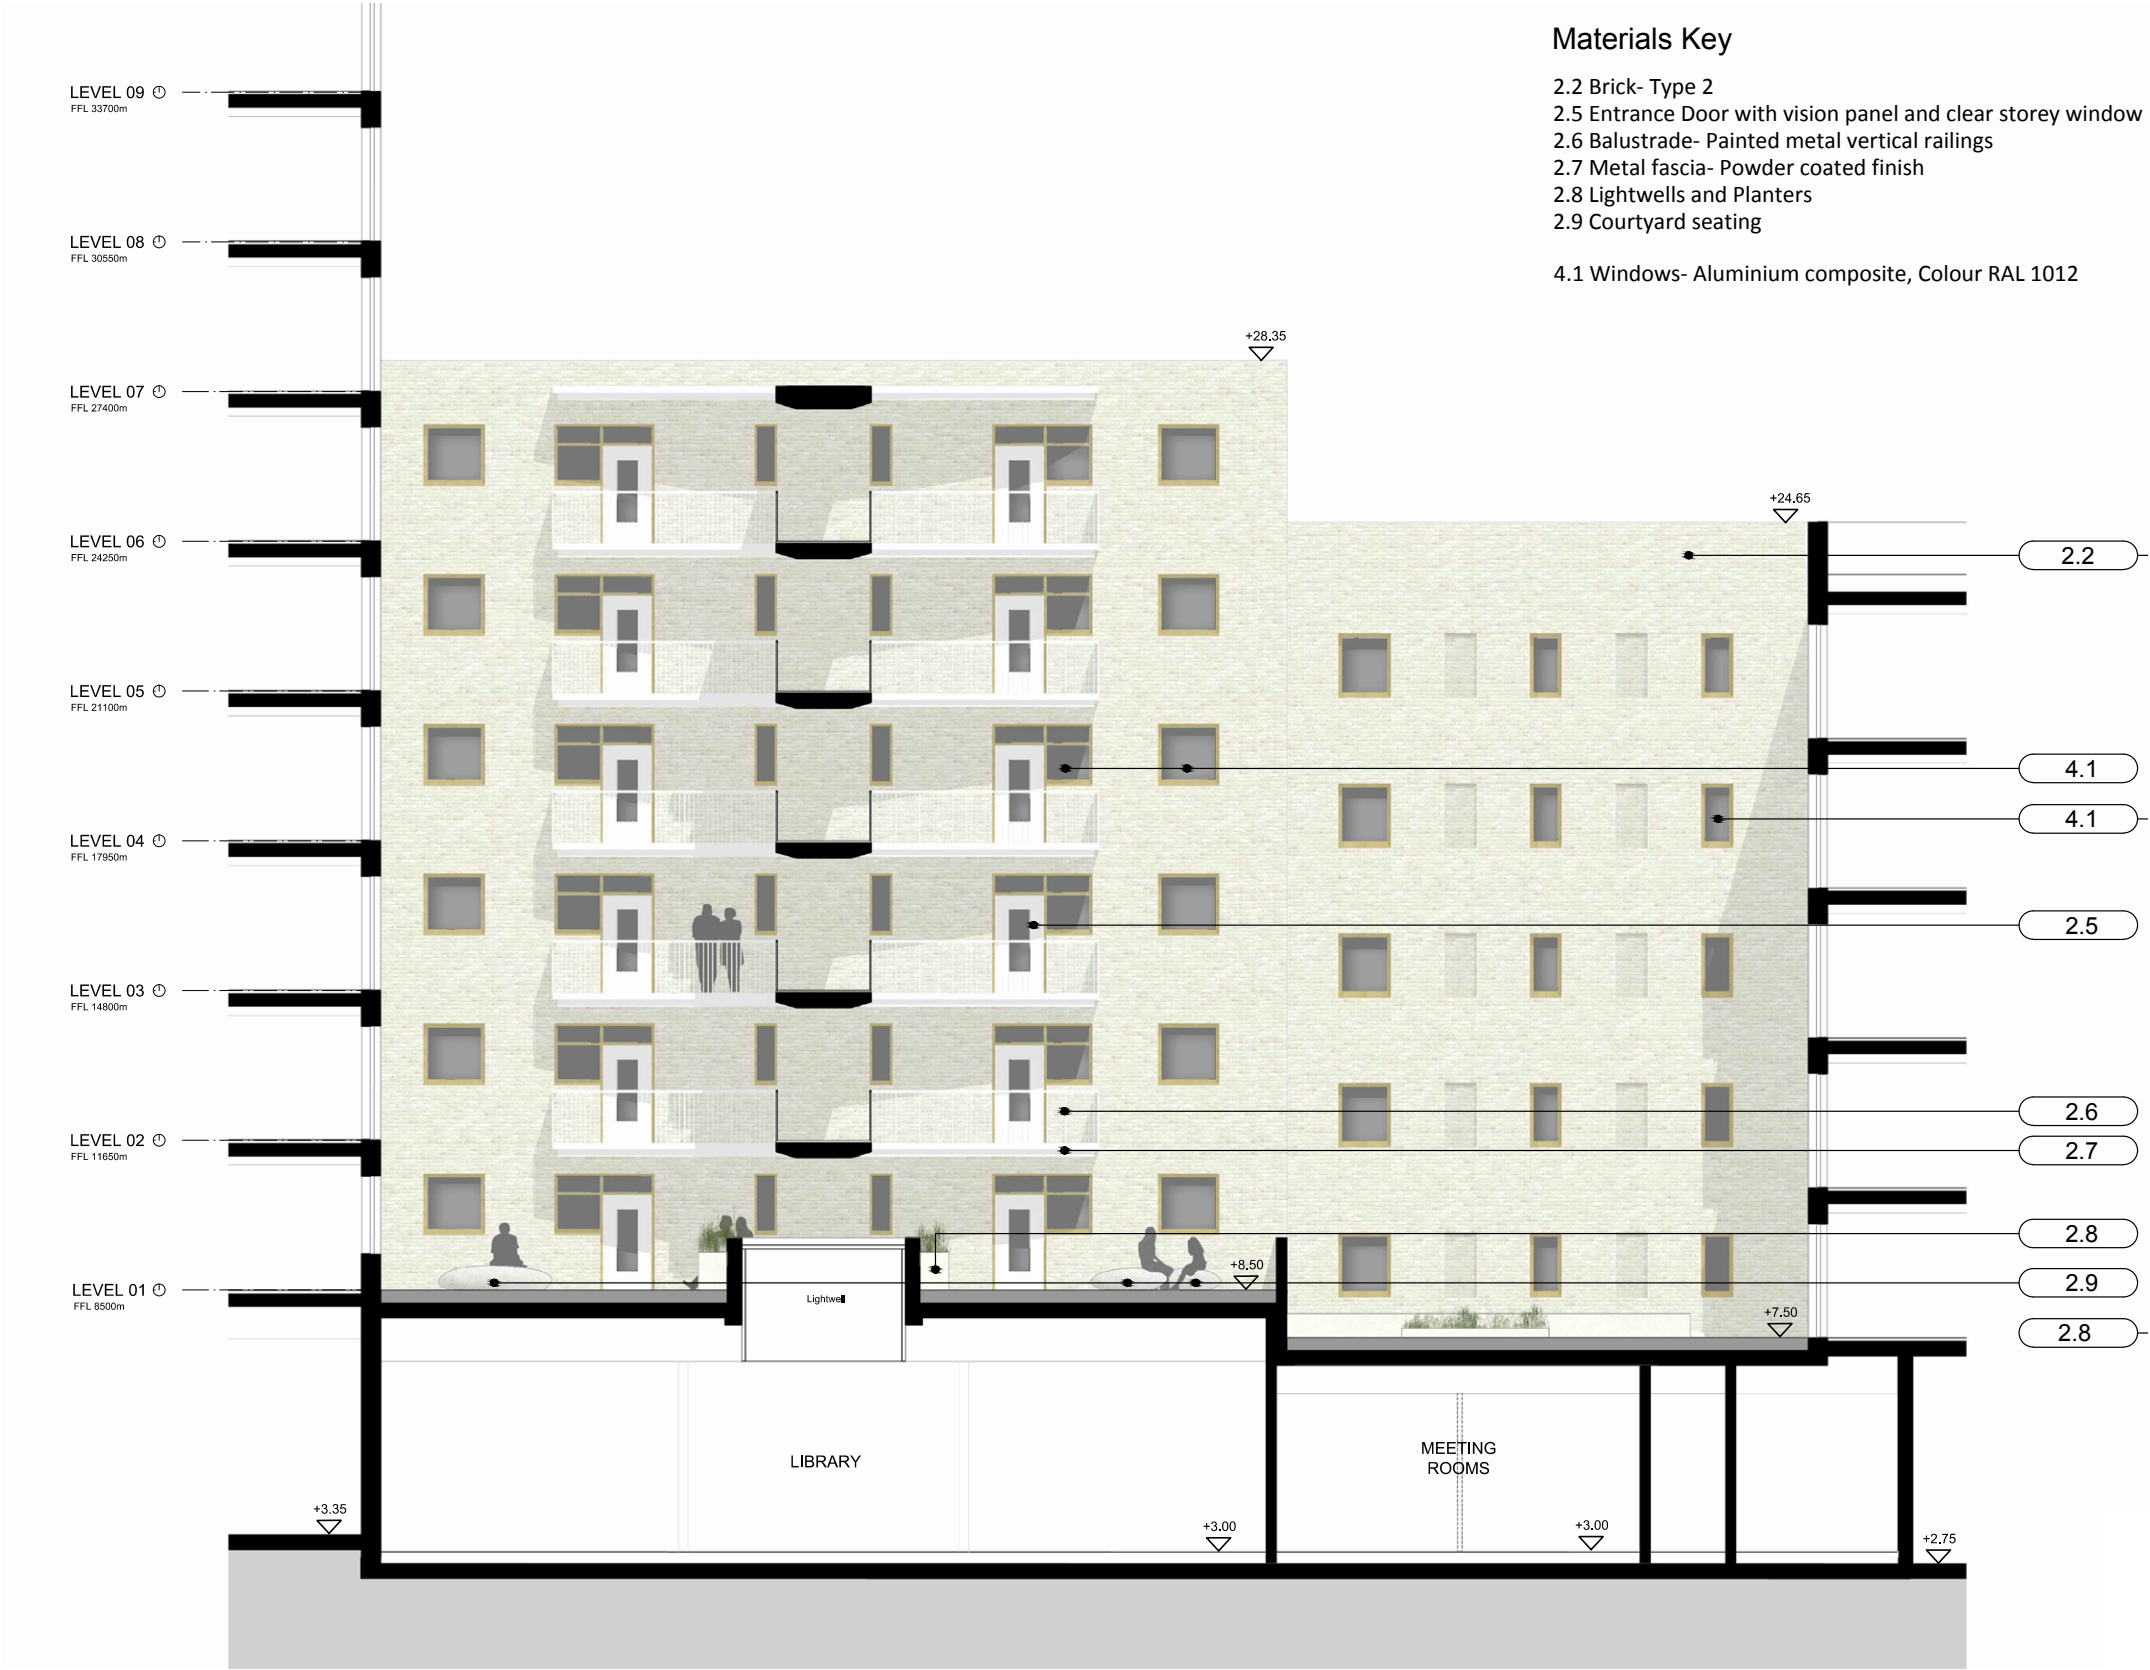 Materials Key
2.2 Brick- Type 2
2.5 Entrance Door with vision panel and clear storey window
2.6 Balustrade- Painted metal vertical railings
2.7 Metal fascia- Powder coated finish
2.8 Lightwells and Planters
2.9 Courtyard seating
4.1 Windows- Aluminium composite, Colour RAL 1012
LEVEL 09
FFL 33700m
LEVEL 08
FFL 30550m
+28.35
LEVEL 07
FFL 27400m
+24.65
LEVEL 06
FFL 24250m
2.2
LEVEL 05
FFL 21100m
4.1
4.1
LEVEL 04
FFL 17950m
2.5
LEVEL 03
FFL 14800m
2.6
LEVEL 02
FFL 11650m
2.7
2.8
+8.50
2.9
LEVEL 01
FFL 8500m
Lightwell
+7.50
2.8
LIBRARY
MEETING
ROOMS
+3.35
+3.00
+3.00
+2.75